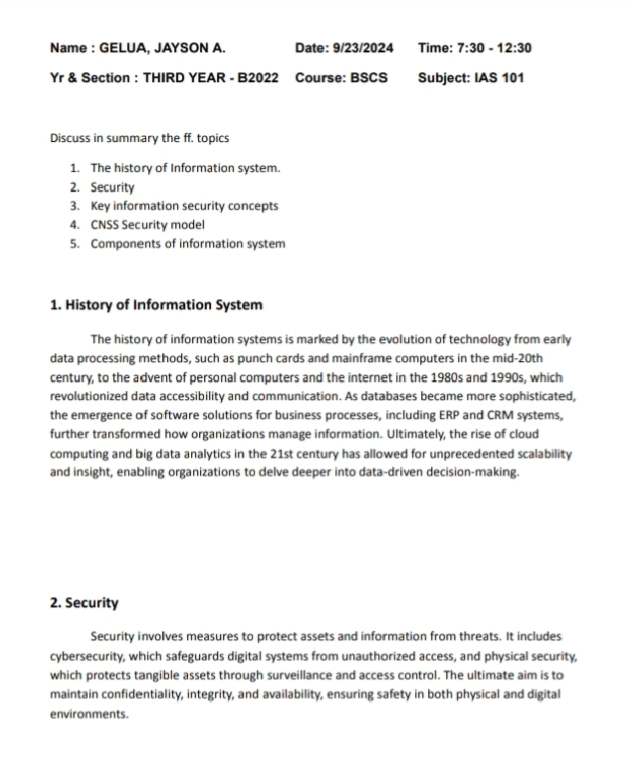 Name : GELUA, JAYSON A. Date: 9/23/2024 Time: 7:30 - 12:30
Yr & Section : THIRD YEAR - B2022 Course: BSCS Subject: IAS 101
Discuss in summary the ff. topics
1. The history of Information system.
2. Security
3. Key information security concepts
4. CNSS Security model
5. Components of information system
1. History of Information System
The history of information systems is marked by the evolution of technology from early
data processing methods, such as punch cards and mainframe computers in the mid-20th
century, to the advent of personal computers and the internet in the 1980s and 1990s, which
revolutionized data accessibility and communication. As databases became more sophisticated,
the emergence of software solutions for business processes, including ERP and CRM systems,
further transformed how organizations manage information. Ultimately, the rise of cloud
computing and big data analytics in the 21st century has allowed for unprecedented scalability
and insight, enabling organizations to delve deeper into data-driven decision-making.
2. Security
Security involves measures to protect assets and information from threats. It includes
cybersecurity, which safeguards digital systems from unauthorized access, and physical security,
which protects tangible assets through surveillance and access control. The ultimate aim is to
maintain confidentiality, integrity, and availability, ensuring safety in both physical and digital
environments.